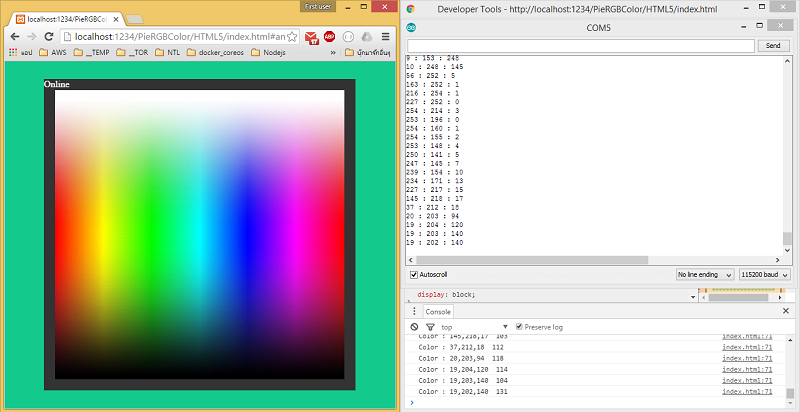 First user
localhost:1234/PieRGBCol
localhost:1234/PieRGBColor/HTML5/index.html#an
17
ABP
แอป
AWS
__TEMP
__TOR
NTL
docker_coreos
Nodejs
»
บุ๊กมาร์กอื่นๆ
Online
Developer Tools - http://localhost:1234/PieRGBColor/HTML5/index.html
COM5
Send
9 : 153 : 248
10 : 248 : 145
56 : 252 : 5
163 : 252 : 1
216 : 254 : 1
227 : 252 : 0
254 : 214 : 3
253 : 196 : 0
254 : 160 : 1
254 : 155 : 2
253 : 148 : 4
250 : 141 : 5
247 : 145 : 7
239 : 154 : 10
234 : 171 : 13
227 : 217 : 15
145 : 218 : 17
37 : 212 : 18
20 : 203 : 94
19 : 204 : 120
19 : 203 : 140
19 : 202 : 140
Autoscroll
No line ending
115200 baud
display: block;
Console
top
Preserve log
Color : 145,218,17 103
index.html:71
Color : 37,212,18 112
index.html:71
Color : 20,203,94 118
index.html:71
Color : 19,204,120 114
index.html:71
Color : 19,203,140 104
index.html:71
Color : 19,202,140 131
index.html:71